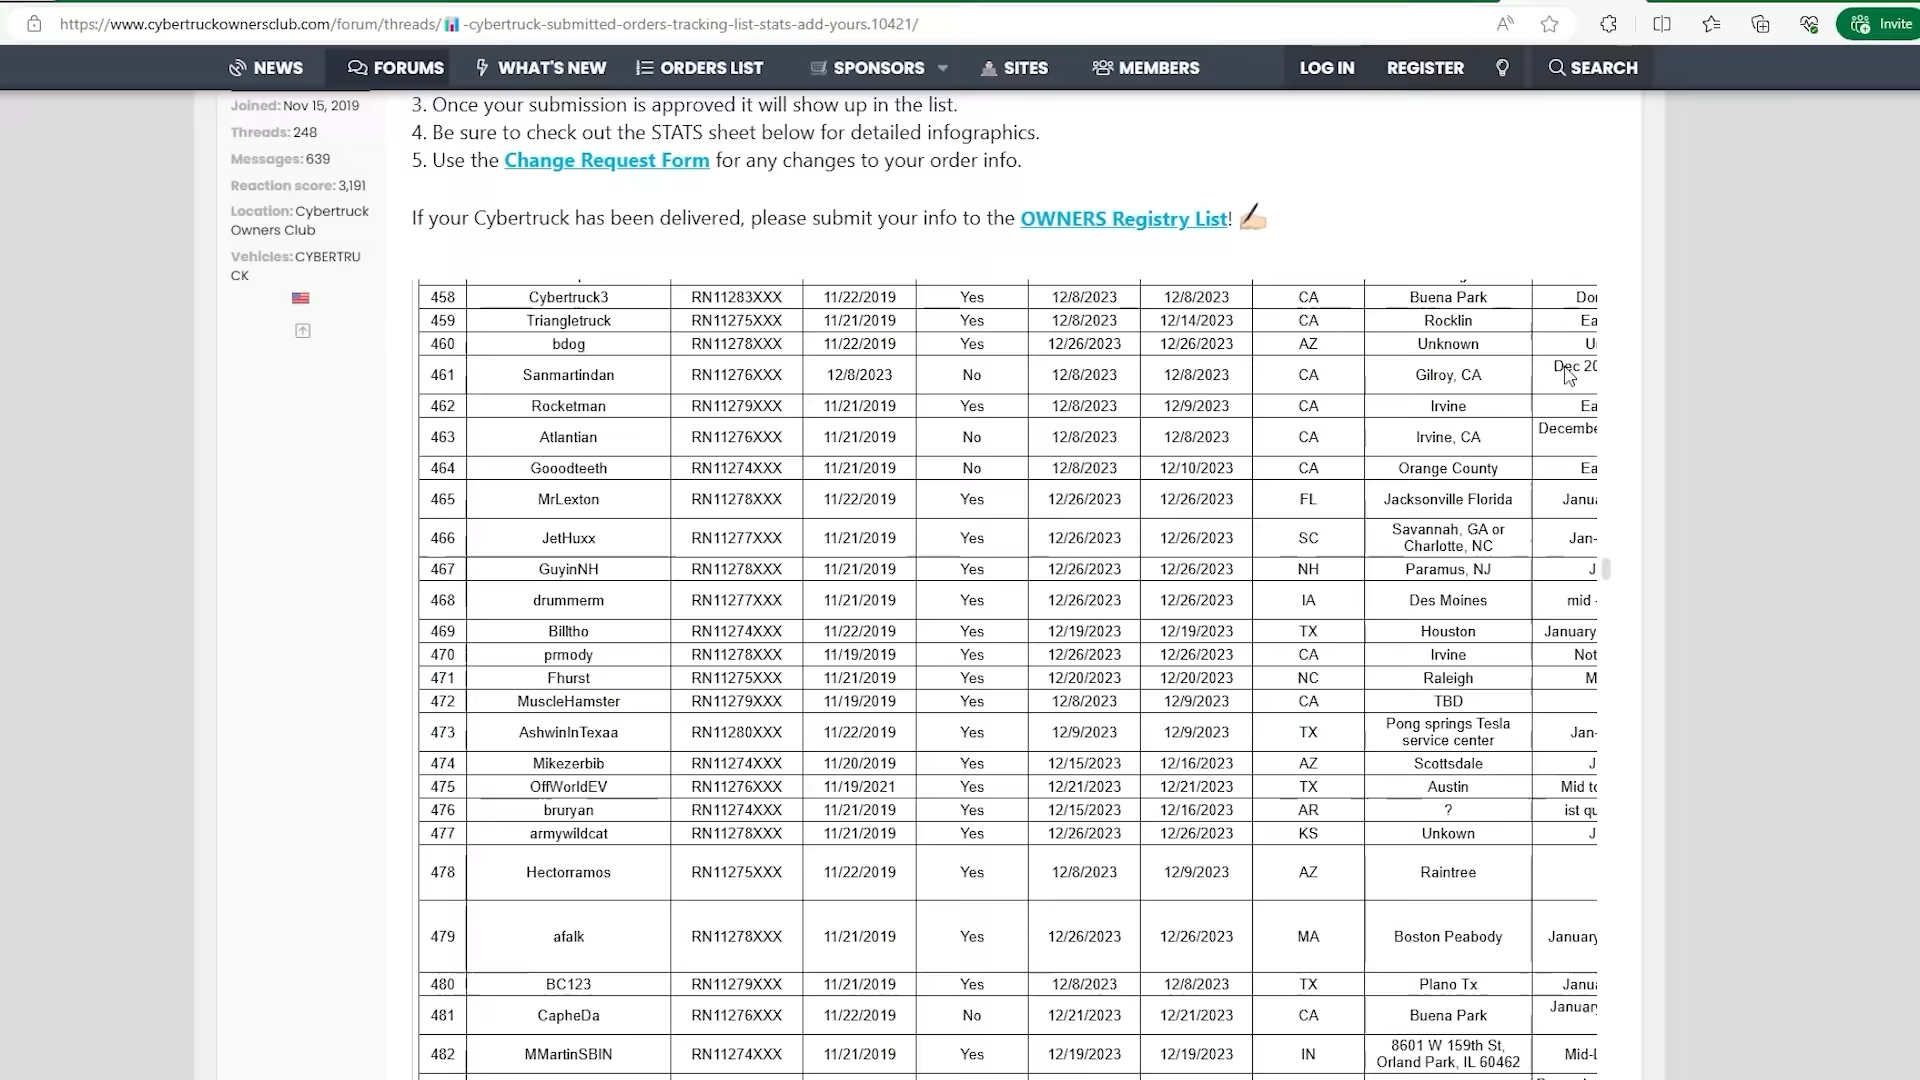 https://www.cybertruckownersclub.com/forum/threads/📊-cybertruck-submitted-orders-tracking-list-stats-add-yours.10421/ Invite
NEWS FORUMS WHAT'S NEW ORDERS LIST SPONSORS SITES MEMBERS LOG IN REGISTER SEARCH
Joined: Nov 15, 2019
Threads: 248
Messages: 639
Reaction score: 3,191
Location: Cybertruck
Owners Club
Vehicles: CYBERTRU
CK
3. Once your submission is approved it will show up in the list.
4. Be sure to check out the STATS sheet below for detailed infographics.
5. Use the Change Request Form for any changes to your order info.
If your Cybertruck has been delivered, please submit your info to the OWNERS Registry List! ✍🏻
458 Cybertruck3 RN11283XXX 11/22/2019 Yes 12/8/2023 12/8/2023 CA Buena Park
459 Triangletruck RN11275XXX 11/21/2019 Yes 12/8/2023 12/14/2023 CA Rocklin Ea
460 bdog RN11278XXX 11/22/2019 Yes 12/26/2023 12/26/2023 AZ Unknown
461 Sanmartindan RN11276XXX 12/8/2023 No 12/8/2023 12/8/2023 CA Gilroy, CA Dec 20
462 Rocketman RN11279XXX 11/21/2019 Yes 12/8/2023 12/9/2023 CA Irvine Ea
463 Atlantian RN11276XXX 11/21/2019 No 12/8/2023 12/8/2023 CA Irvine, CA Decembe
464 Gooodteeth RN11274XXX 11/21/2019 No 12/8/2023 12/10/2023 CA Orange County Ea
465 MrLexton RN11278XXX 11/22/2019 Yes 12/26/2023 12/26/2023 FL Jacksonville Florida Janu
466 JetHuxx RN11277XXX 11/21/2019 Yes 12/26/2023 12/26/2023 SC Savannah, GA or
Charlotte, NC Jan-
467 GuyinNH RN11278XXX 11/21/2019 Yes 12/26/2023 12/26/2023 NH Paramus, NJ J
468 drummerm RN11277XXX 11/21/2019 Yes 12/26/2023 12/26/2023 IA Des Moines mid -
469 Billtho RN11274XXX 11/22/2019 Yes 12/19/2023 12/19/2023 TX Houston January
470 prmody RN11278XXX 11/19/2019 Yes 12/26/2023 12/26/2023 CA Irvine Not
471 Fhurst RN11275XXX 11/21/2019 Yes 12/20/2023 12/20/2023 NC Raleigh M
472 MuscleHamster RN11279XXX 11/19/2019 Yes 12/8/2023 12/9/2023 CA TBD
473 AshwinInTexaa RN11280XXX 11/22/2019 Yes 12/9/2023 12/9/2023 TX Pong springs Tesla
service center Jan-
474 Mikezerbib RN11274XXX 11/20/2019 Yes 12/15/2023 12/16/2023 AZ Scottsdale J
475 OffWorldEV RN11276XXX 11/19/2021 Yes 12/21/2023 12/21/2023 TX Austin Mid to
476 bruryan RN11274XXX 11/21/2019 Yes 12/15/2023 12/16/2023 AR ? ist qu
477 armywildcat RN11278XXX 11/21/2019 Yes 12/26/2023 12/26/2023 KS Unkown J
478 Hectorramos RN11275XXX 11/22/2019 Yes 12/8/2023 12/9/2023 AZ Raintree
479 afalk RN11278XXX 11/21/2019 Yes 12/26/2023 12/26/2023 MA Boston Peabody January
480 BC123 RN11279XXX 11/21/2019 Yes 12/8/2023 12/8/2023 TX Plano Tx Janu
481 CapheDa RN11276XXX 11/22/2019 No 12/21/2023 12/21/2023 CA Buena Park January
482 MMartinSBIN RN11274XXX 11/21/2019 Yes 12/19/2023 12/19/2023 IN 8601 W 159th St,
Orland Park, IL 60462 Mid-